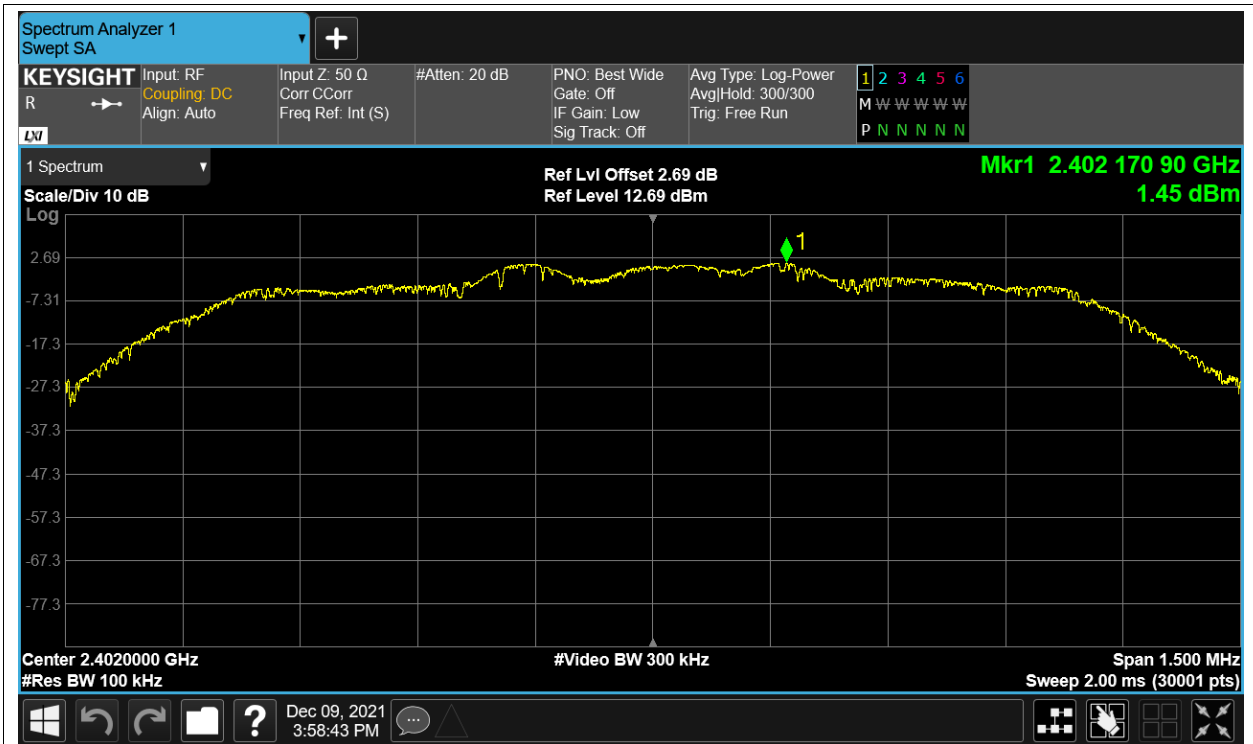 Spectrum Analyzer 1
Swept SA
KEYSIGHT
R
LXI
Input: RF
Coupling: DC
Align: Auto
Input Z: 50 Ω
Corr CCorr
Freq Ref: Int (S)
#Atten: 20 dB
PNO: Best Wide
Gate: Off
IF Gain: Low
Sig Track: Off
Avg Type: Log-Power
Avg|Hold: 300/300
Trig: Free Run
1 2 3 4 5 6
M W W W W W W
P N N N N N N
1 Spectrum
Scale/Div 10 dB
Log
Ref Lvl Offset 2.69 dB
Ref Level 12.69 dBm
Mkr1 2.402 170 90 GHz
1.45 dBm
1
2.69
-7.31
-17.3
-27.3
-37.3
-47.3
-57.3
-67.3
-77.3
Center 2.4020000 GHz
#Res BW 100 kHz
#Video BW 300 kHz
Span 1.500 MHz
Sweep 2.00 ms (30001 pts)
?
Dec 09, 2021
3:58:43 PM